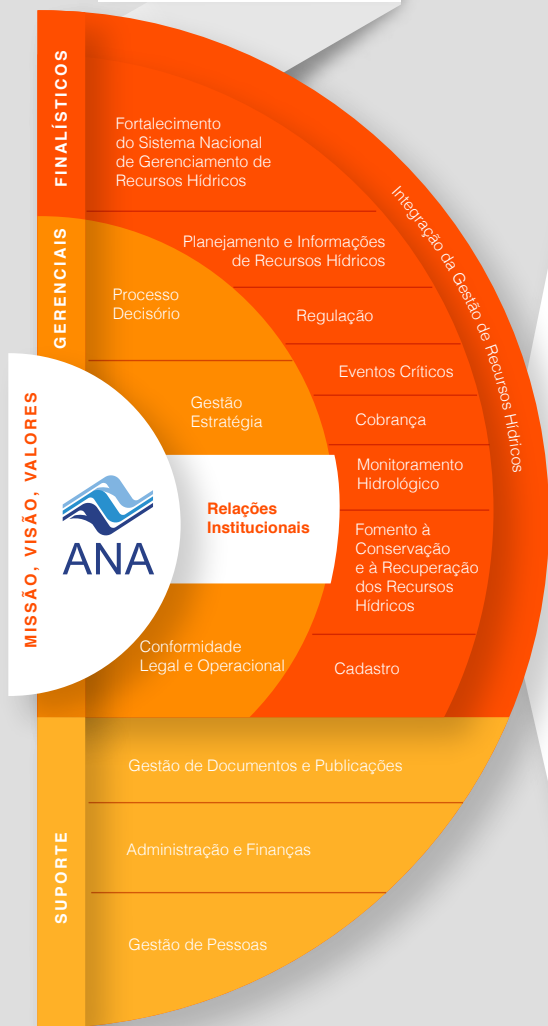 FINALÍSTICOS
Fortalecimento
do Sistema Nacional
de Gerenciamento de
Recursos Hídricos
Integração da Gestão de Recursos Hídricos
Planejamento e Informações
de Recursos Hídricos
Regulação
Eventos Críticos
Cobrança
Monitoramento
Hidrológico
Fomento à
Conservação
e à Recuperação
dos Recursos
Hídricos
Cadastro
GERENCIAIS
Processo
Decisório
Gestão
Estratégia
Relações
Institucionais
Conformidade
Legal e Operacional
MISSÃO, VISÃO, VALORES
ANA
SUPORTE
Gestão de Documentos e Publicações
Administração e Finanças
Gestão de Pessoas